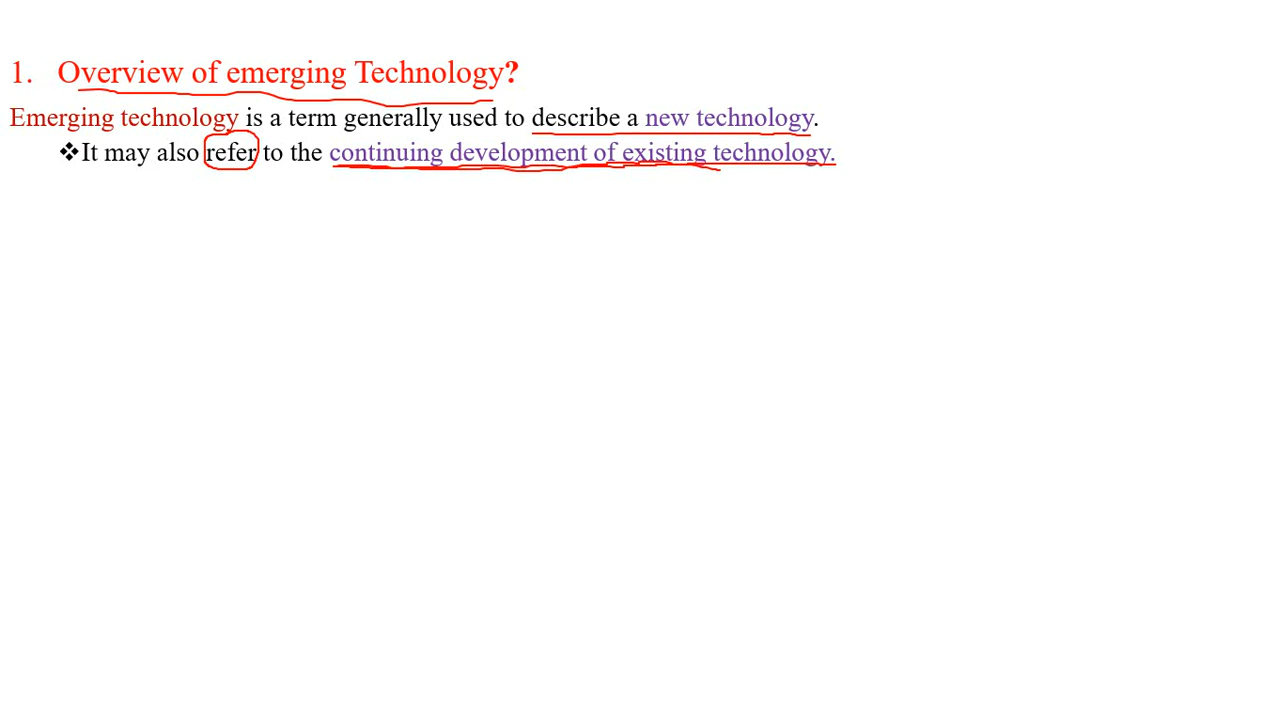 1. Overview of emerging Technology?
Emerging technology is a term generally used to describe a new technology.
❖It may also refer to the continuing development of existing technology.